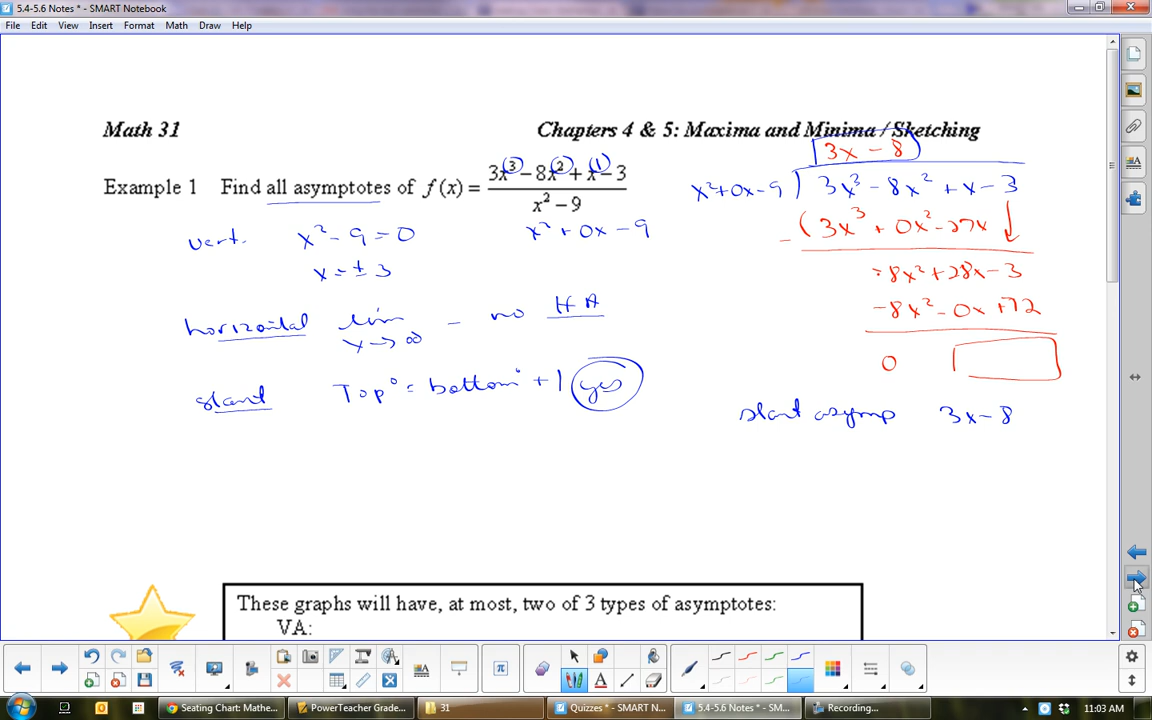 5.4-5.6 Notes * - SMART Notebook
File Edit View Insert Format Math Draw Help
Math 31
Chapters 4 & 5: Maxima and Minima / Sketching
Example 1 Find all asymptotes of f(x) = 3x³ − 8x² + x − 3 / x² − 9
3x − 8
x²+0x−9 ) 3x³ − 8x² + x − 3
vert. x² − 9 = 0
x² + 0x − 9
− (3x³ + 0x² − 27x
x = ± 3
−8x² + 28x − 3
horizontal lim x → ∞ − no HA
−8x² − 0x + 72
0
slant Top° = bottom° + 1 yes
slant asymp 3x − 8
These graphs will have, at most, two of 3 types of asymptotes:
VA:
Seating Chart: Mathe...
PowerTeacher Grade...
31
Quizzes * - SMART N...
5.4-5.6 Notes * - SM...
Recording...
11:03 AM